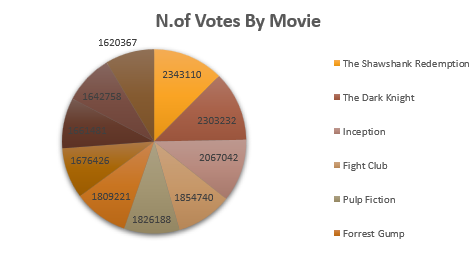 N.of Votes By Movie
1620367
2343110
The Shawshank Redemption
1642758
2303232
The Dark Knight
2067042
Inception
1676426
1854740
Fight Club
1809221
1826188
Pulp Fiction
Forrest Gump